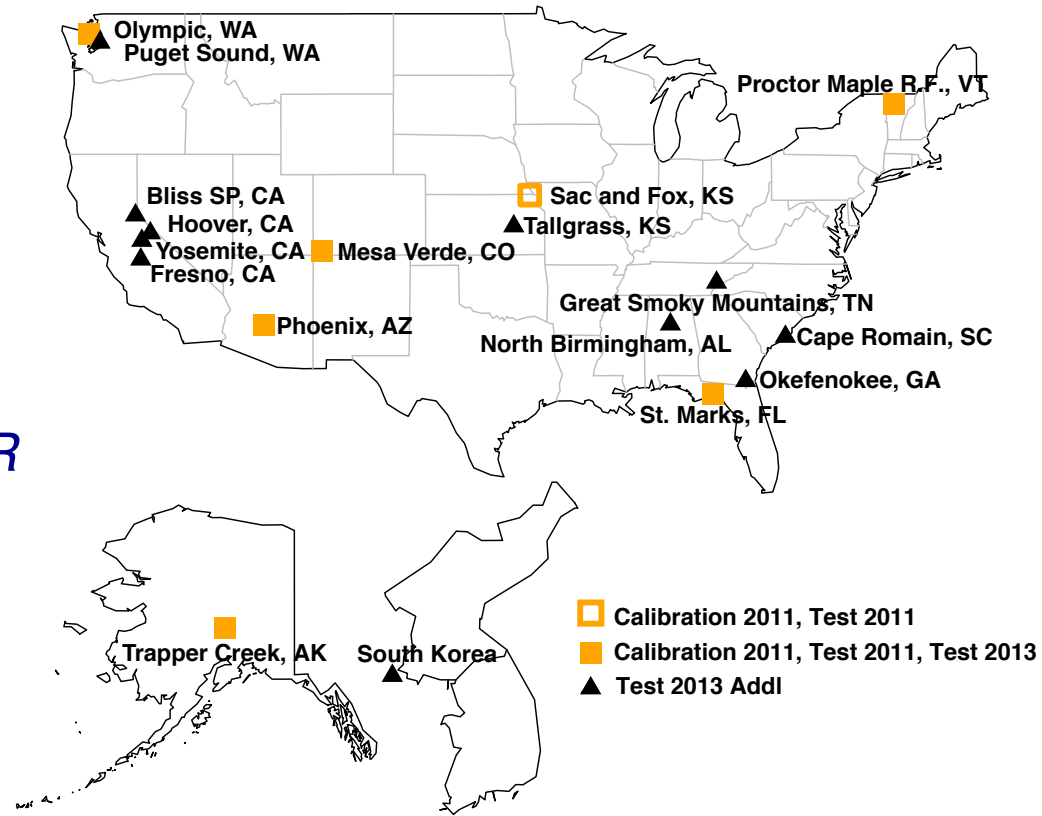 Olympic, WA
Puget Sound, WA
Proctor Maple R.F., VT
Bliss SP, CA
Sac and Fox, KS
Hoover, CA
Tallgrass, KS
Yosemite, CA
Mesa Verde, CO
Fresno, CA
Great Smoky Mountains, TN
Phoenix, AZ
Cape Romain, SC
North Birmingham, AL
Okefenokee, GA
St. Marks, FL
R
Calibration 2011, Test 2011
Trapper Creek, AK
South Korea
Calibration 2011, Test 2011, Test 2013
Test 2013 Addl